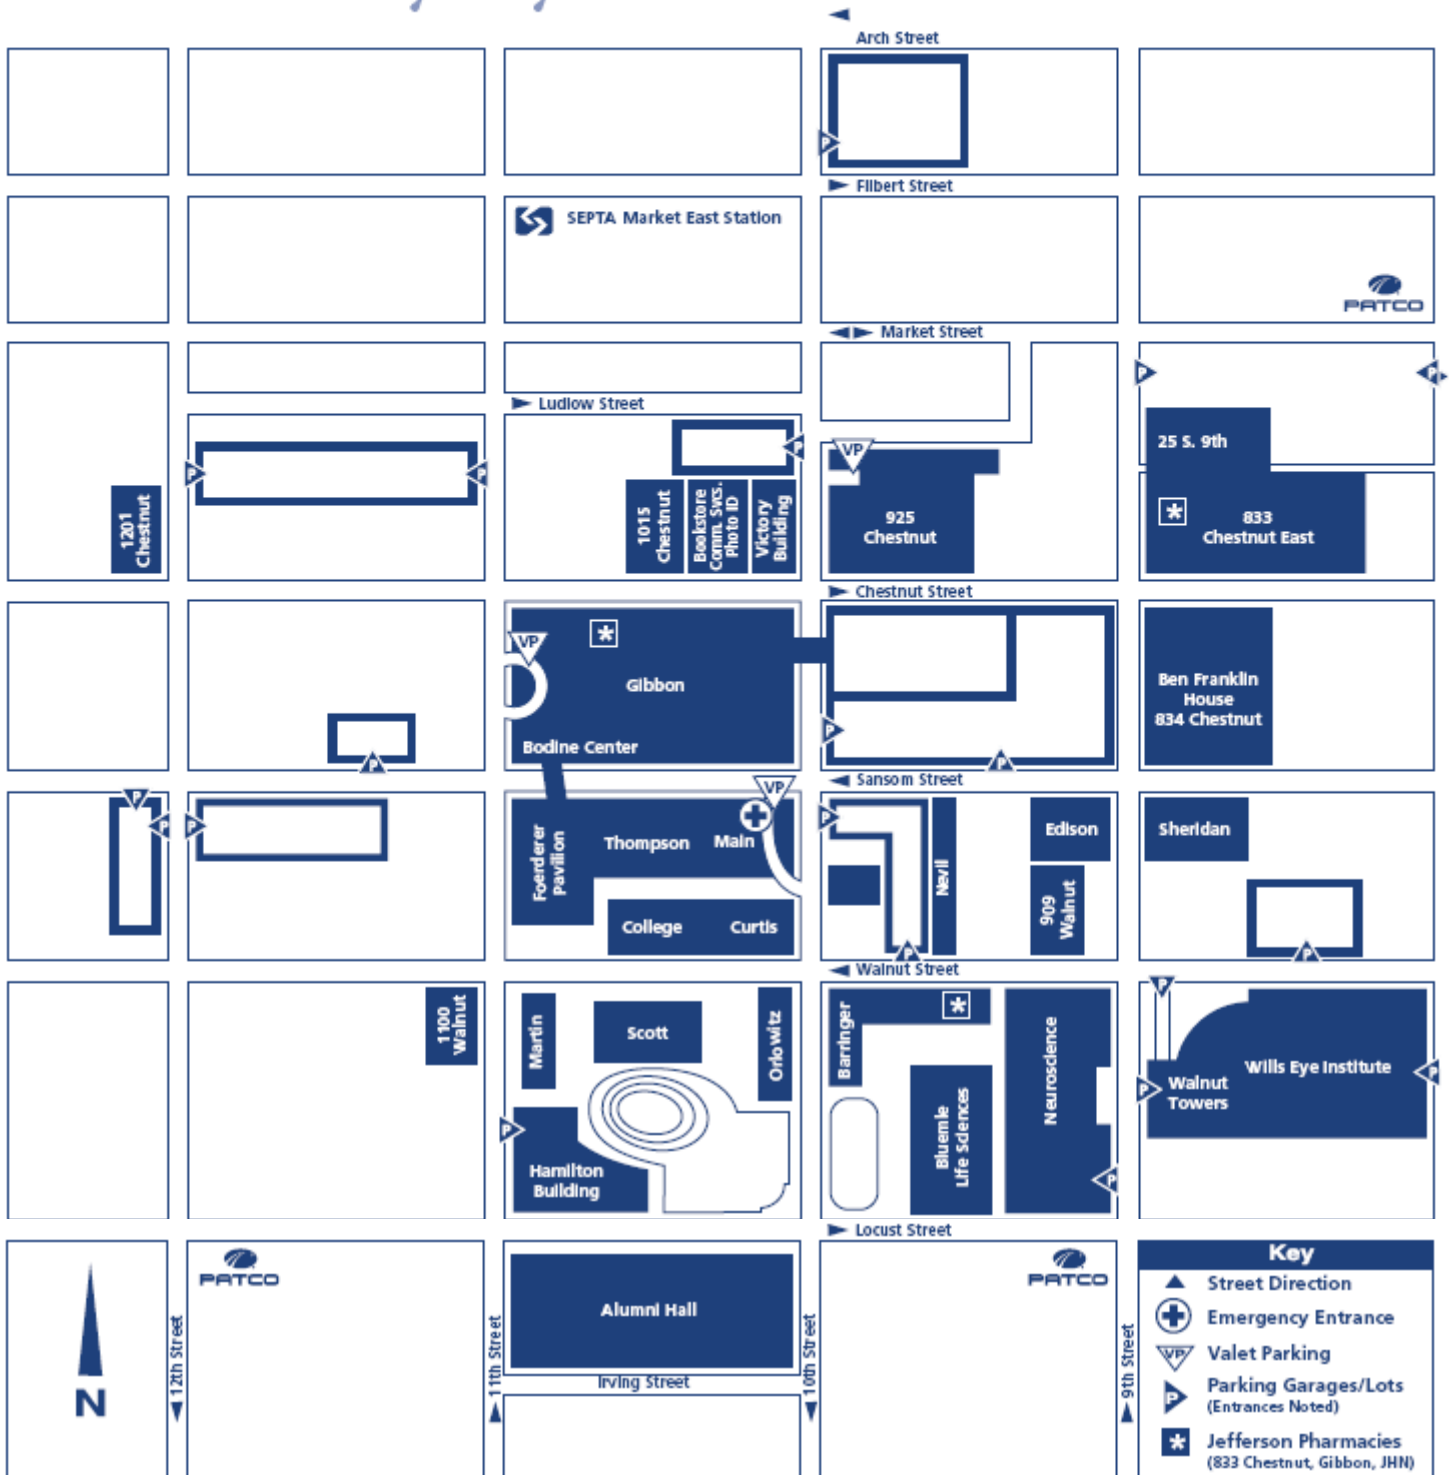 Arch Street
P
Filbert Street
SEPTA Market East Station
PATCO
Market Street
P
P
Ludlow Street
25 S. 9th
VP
P
P
P
1201
Chestnut
1015
Chestnut
Bookstore
Comm. Svcs.
Photo ID
Victory
Building
925
Chestnut
*
833
Chestnut East
Chestnut Street
VP
*
Gibbon
Bodine Center
P
P
P
Ben Franklin
House
834 Chestnut
Sansom Street
P
P
P
Foerderer
Pavilion
Thompson
Main
VP
College
Curtis
P
P
Nevil
Edison
909
Walnut
Sheridan
P
Walnut Street
1100
Walnut
Martin
Scott
Orlowitz
P
Hamilton
Building
Barringer
*
Bluemle
Life Sciences
Neuroscience
P
P
P
Walnut
Towers
Wills Eye Institute
P
Locust Street
N
12th Street
PATCO
11th Street
Alumni Hall
Irving Street
10th Street
PATCO
9th Street
Key
Street Direction
Emergency Entrance
VP Valet Parking
P Parking Garages/Lots
(Entrances Noted)
* Jefferson Pharmacies
(833 Chestnut, Gibbon, JHN)